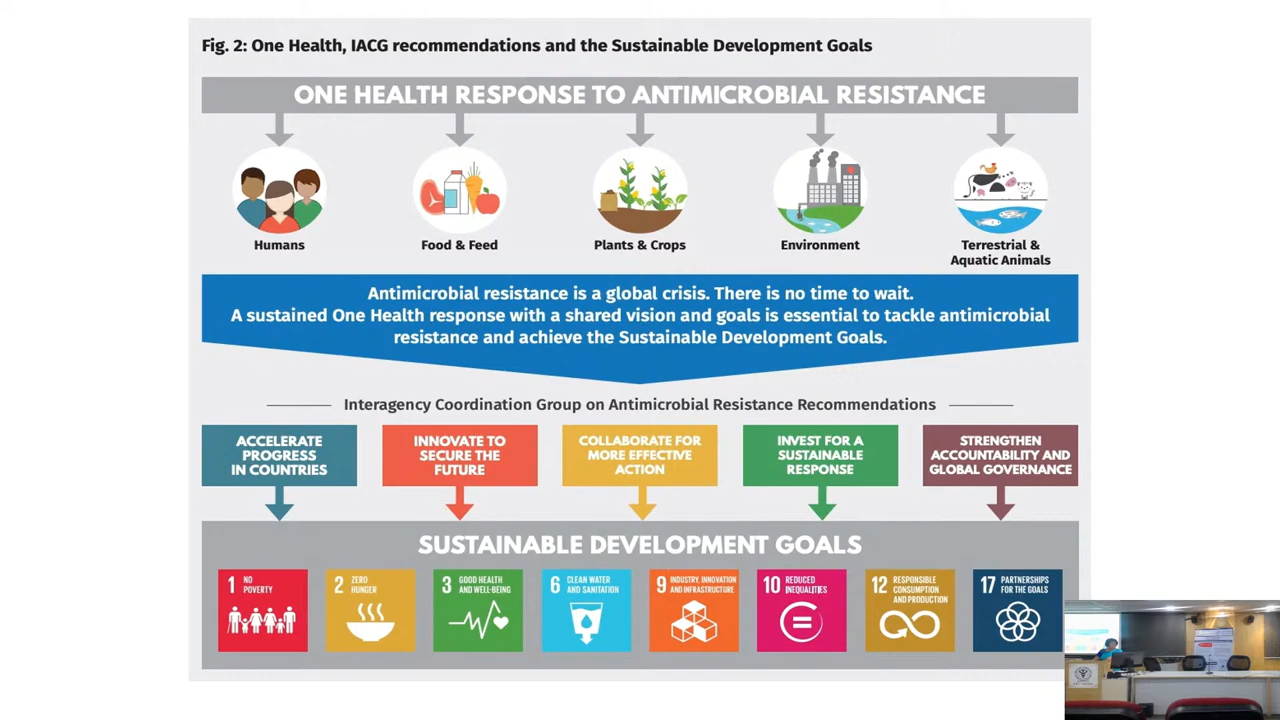 Fig. 2: One Health, IACG recommendations and the Sustainable Development Goals
ONE HEALTH RESPONSE TO ANTIMICROBIAL RESISTANCE
Humans
Food & Feed
Plants & Crops
Environment
Terrestrial &
Aquatic Animals
Antimicrobial resistance is a global crisis. There is no time to wait.
A sustained One Health response with a shared vision and goals is essential to tackle antimicrobial
resistance and achieve the Sustainable Development Goals.
Interagency Coordination Group on Antimicrobial Resistance Recommendations
ACCELERATE
PROGRESS
IN COUNTRIES
INNOVATE TO
SECURE THE
FUTURE
COLLABORATE FOR
MORE EFFECTIVE
ACTION
INVEST FOR A
SUSTAINABLE
RESPONSE
STRENGTHEN
ACCOUNTABILITY AND
GLOBAL GOVERNANCE
SUSTAINABLE DEVELOPMENT GOALS
1 NO
POVERTY
2 ZERO
HUNGER
3 GOOD HEALTH
AND WELL-BEING
6 CLEAN WATER
AND SANITATION
9 INDUSTRY, INNOVATION
AND INFRASTRUCTURE
10 REDUCED
INEQUALITIES
12 RESPONSIBLE
CONSUMPTION
AND PRODUCTION
17 PARTNERSHIPS
FOR THE GOALS